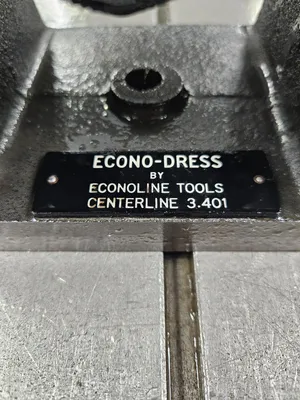 ECONO-DRESS
BY
ECONOLINE TOOLS
CENTERLINE 3.401